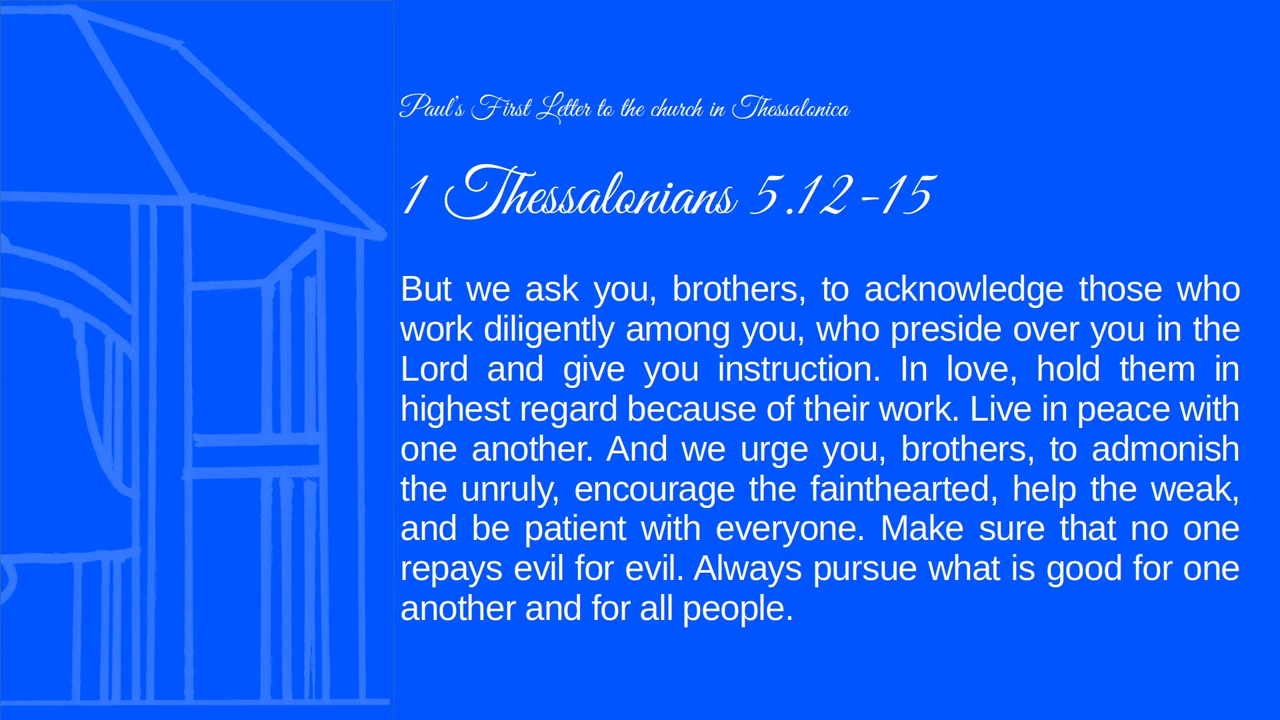 Paul's First Letter to the church in Thessalonica
1 Thessalonians 5.12-15
But we ask you, brothers, to acknowledge those who
work diligently among you, who preside over you in the
Lord and give you instruction. In love, hold them in
highest regard because of their work. Live in peace with
one another. And we urge you, brothers, to admonish
the unruly, encourage the fainthearted, help the weak,
and be patient with everyone. Make sure that no one
repays evil for evil. Always pursue what is good for one
another and for all people.